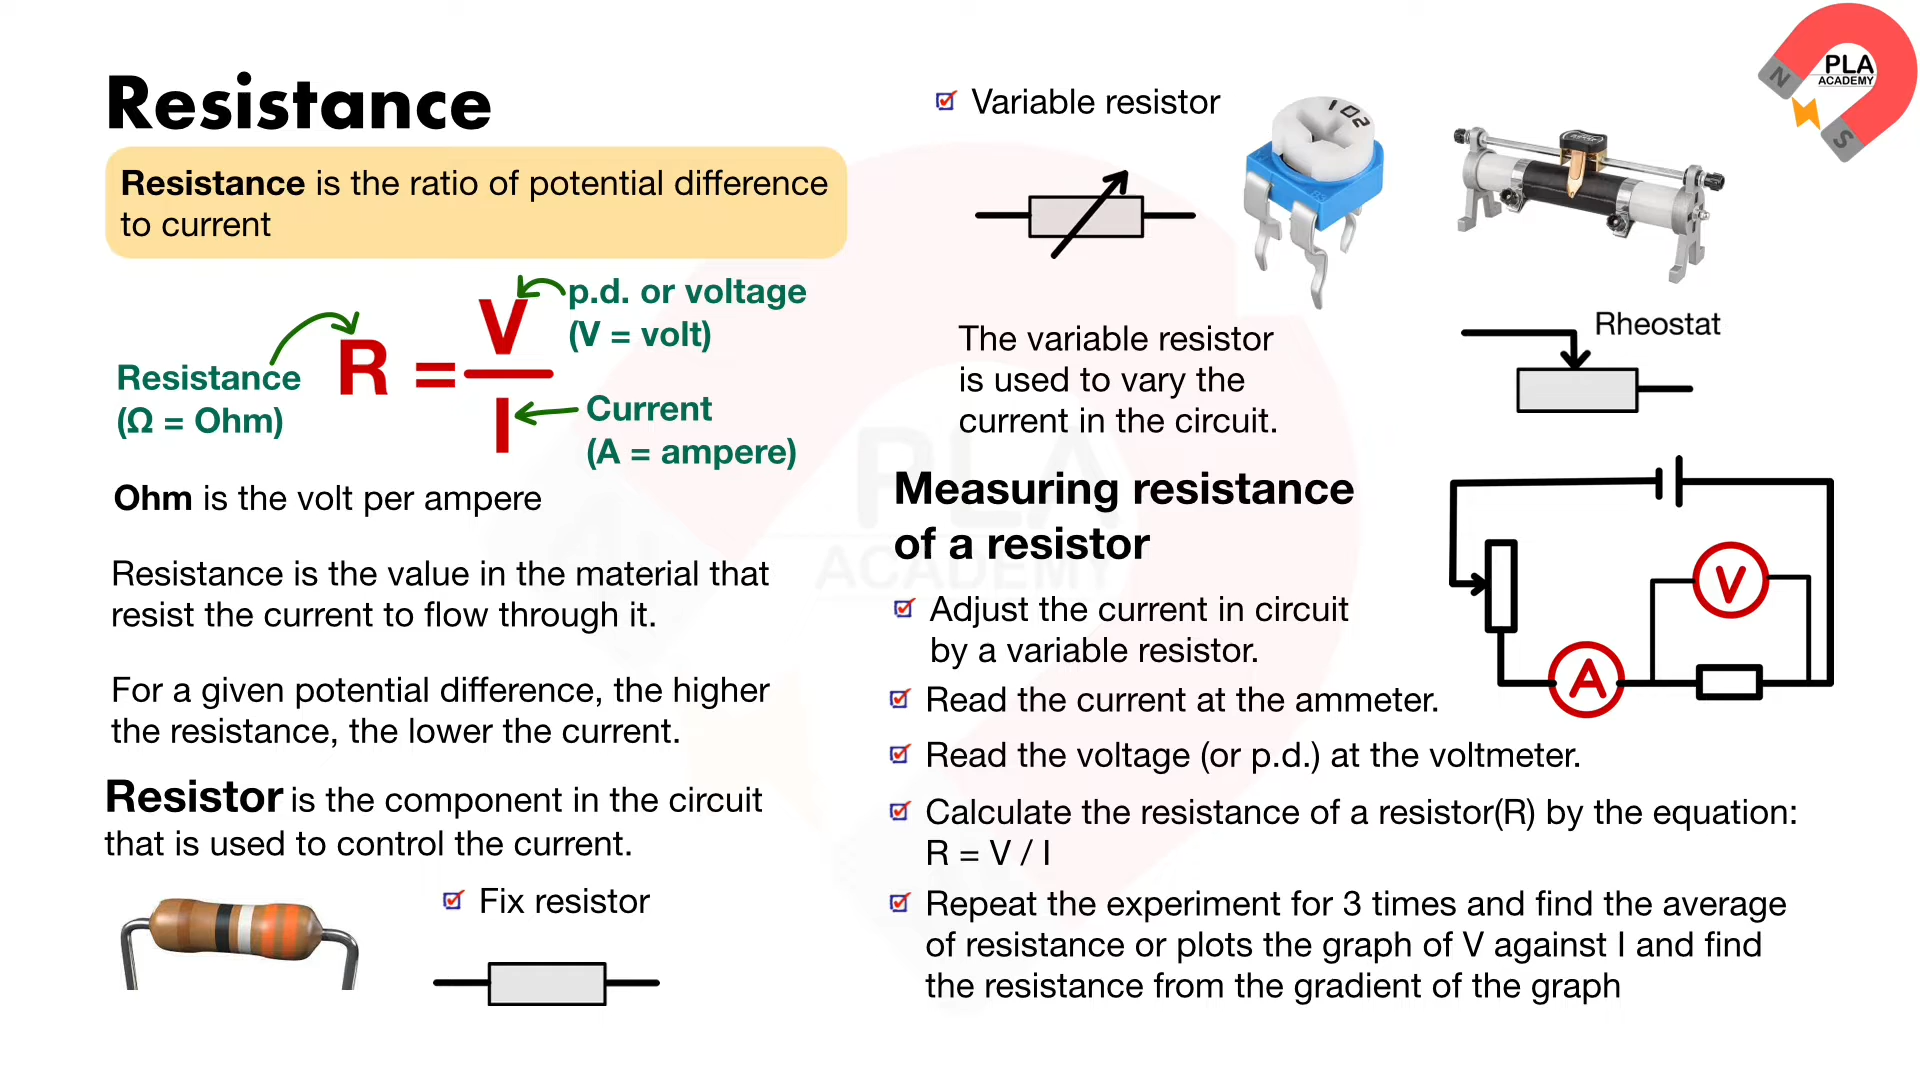 Resistance
Resistance is the ratio of potential difference
to current
p.d. or voltage
(V = volt)
Resistance
(Ω = Ohm)
R = V
I
Current
(A = ampere)
Ohm is the volt per ampere
Resistance is the value in the material that
resist the current to flow through it.
For a given potential difference, the higher
the resistance, the lower the current.
Resistor is the component in the circuit
that is used to control the current.
Fix resistor
Variable resistor
102
The variable resistor
is used to vary the
current in the circuit.
Rheostat
Measuring resistance
of a resistor
Adjust the current in circuit
by a variable resistor.
Read the current at the ammeter.
Read the voltage (or p.d.) at the voltmeter.
Calculate the resistance of a resistor(R) by the equation:
R = V / I
Repeat the experiment for 3 times and find the average
of resistance or plots the graph of V against I and find
the resistance from the gradient of the graph
V
A
PLA
ACADEMY
N
S
PLA
ACADEMY